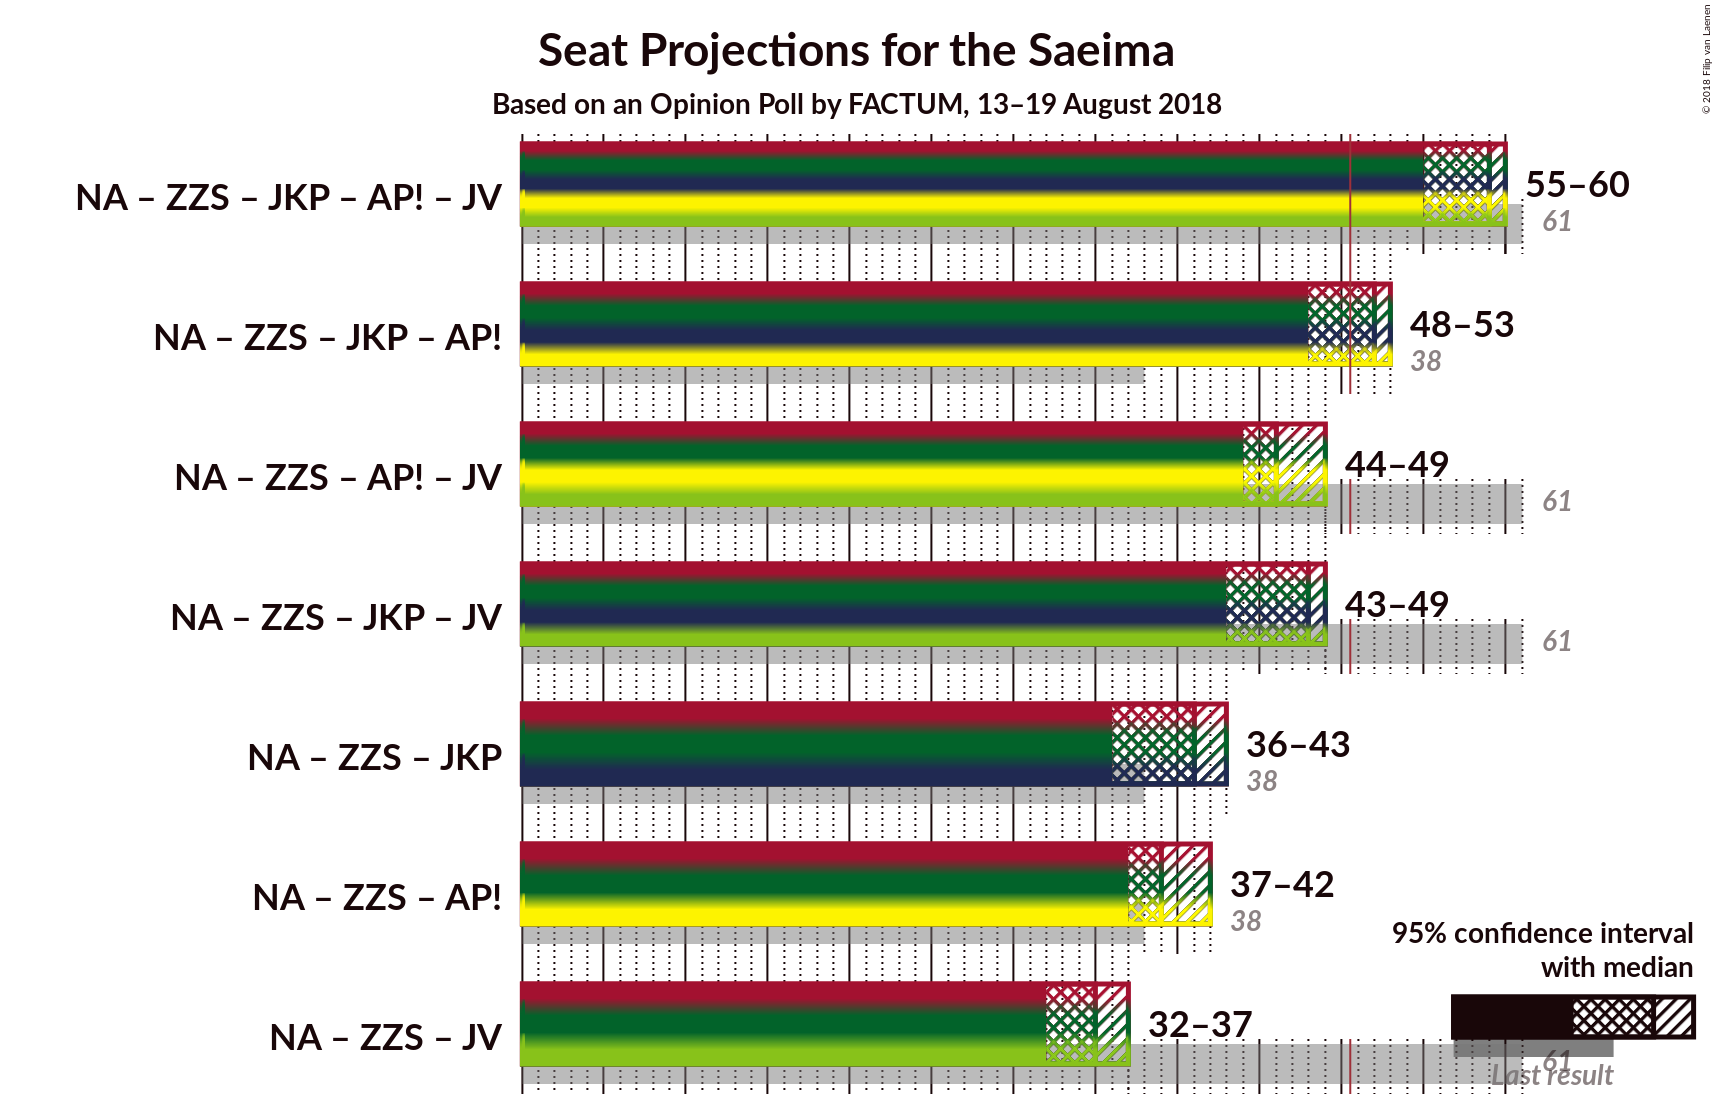 Seat Projections for the Saeima
Based on an Opinion Poll by FACTUM, 13–19 August 2018
© 2018 Filip van Laenen
NA – ZZS – JKP – AP! – JV
55–60
61
NA – ZZS – JKP – AP!
48–53
38
NA – ZZS – AP! – JV
44–49
61
NA – ZZS – JKP – JV
43–49
61
NA – ZZS – JKP
36–43
38
NA – ZZS – AP!
37–42
38
NA – ZZS – JV
32–37
61
95% confidence interval
with median
Last result